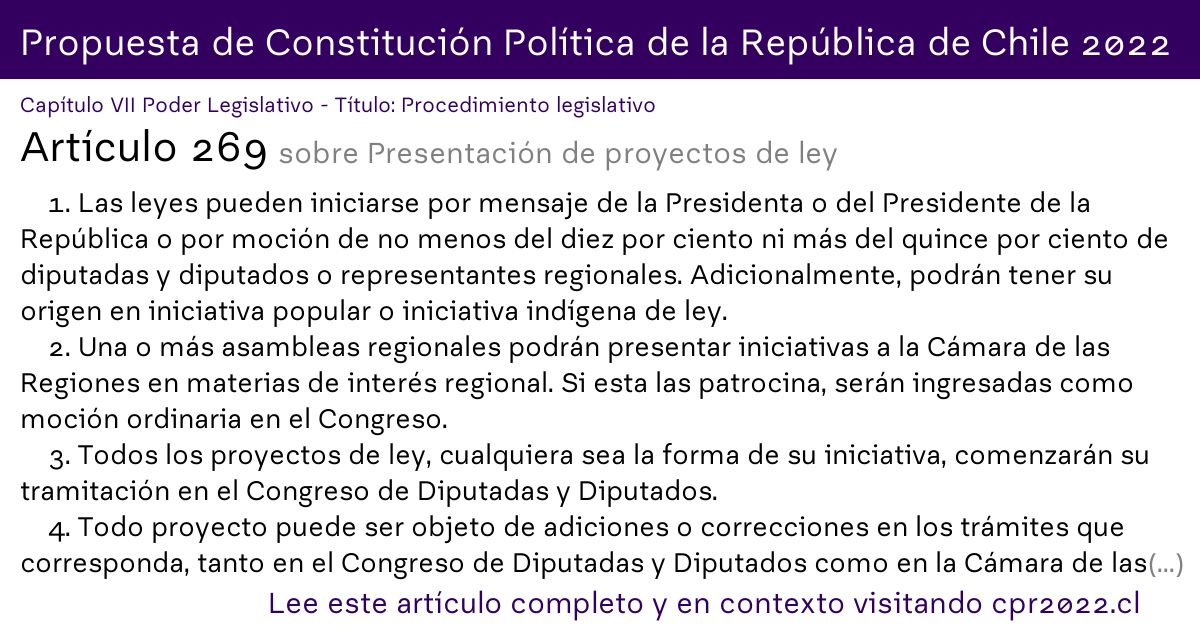 Propuesta de Constitución Política de la República de Chile 2022
Capítulo VII Poder Legislativo - Título: Procedimiento legislativo
Artículo 269 sobre Presentación de proyectos de ley
1. Las leyes pueden iniciarse por mensaje de la Presidenta o del Presidente de la
República o por moción de no menos del diez por ciento ni más del quince por ciento de
diputadas y diputados o representantes regionales. Adicionalmente, podrán tener su
origen en iniciativa popular o iniciativa indígena de ley.
2. Una o más asambleas regionales podrán presentar iniciativas a la Cámara de las
Regiones en materias de interés regional. Si esta las patrocina, serán ingresadas como
moción ordinaria en el Congreso.
3. Todos los proyectos de ley, cualquiera sea la forma de su iniciativa, comenzarán su
tramitación en el Congreso de Diputadas y Diputados.
4. Todo proyecto puede ser objeto de adiciones o correcciones en los trámites que
corresponda, tanto en el Congreso de Diputadas y Diputados como en la Cámara de las(...)
Lee este artículo completo y en contexto visitando cpr2022.cl